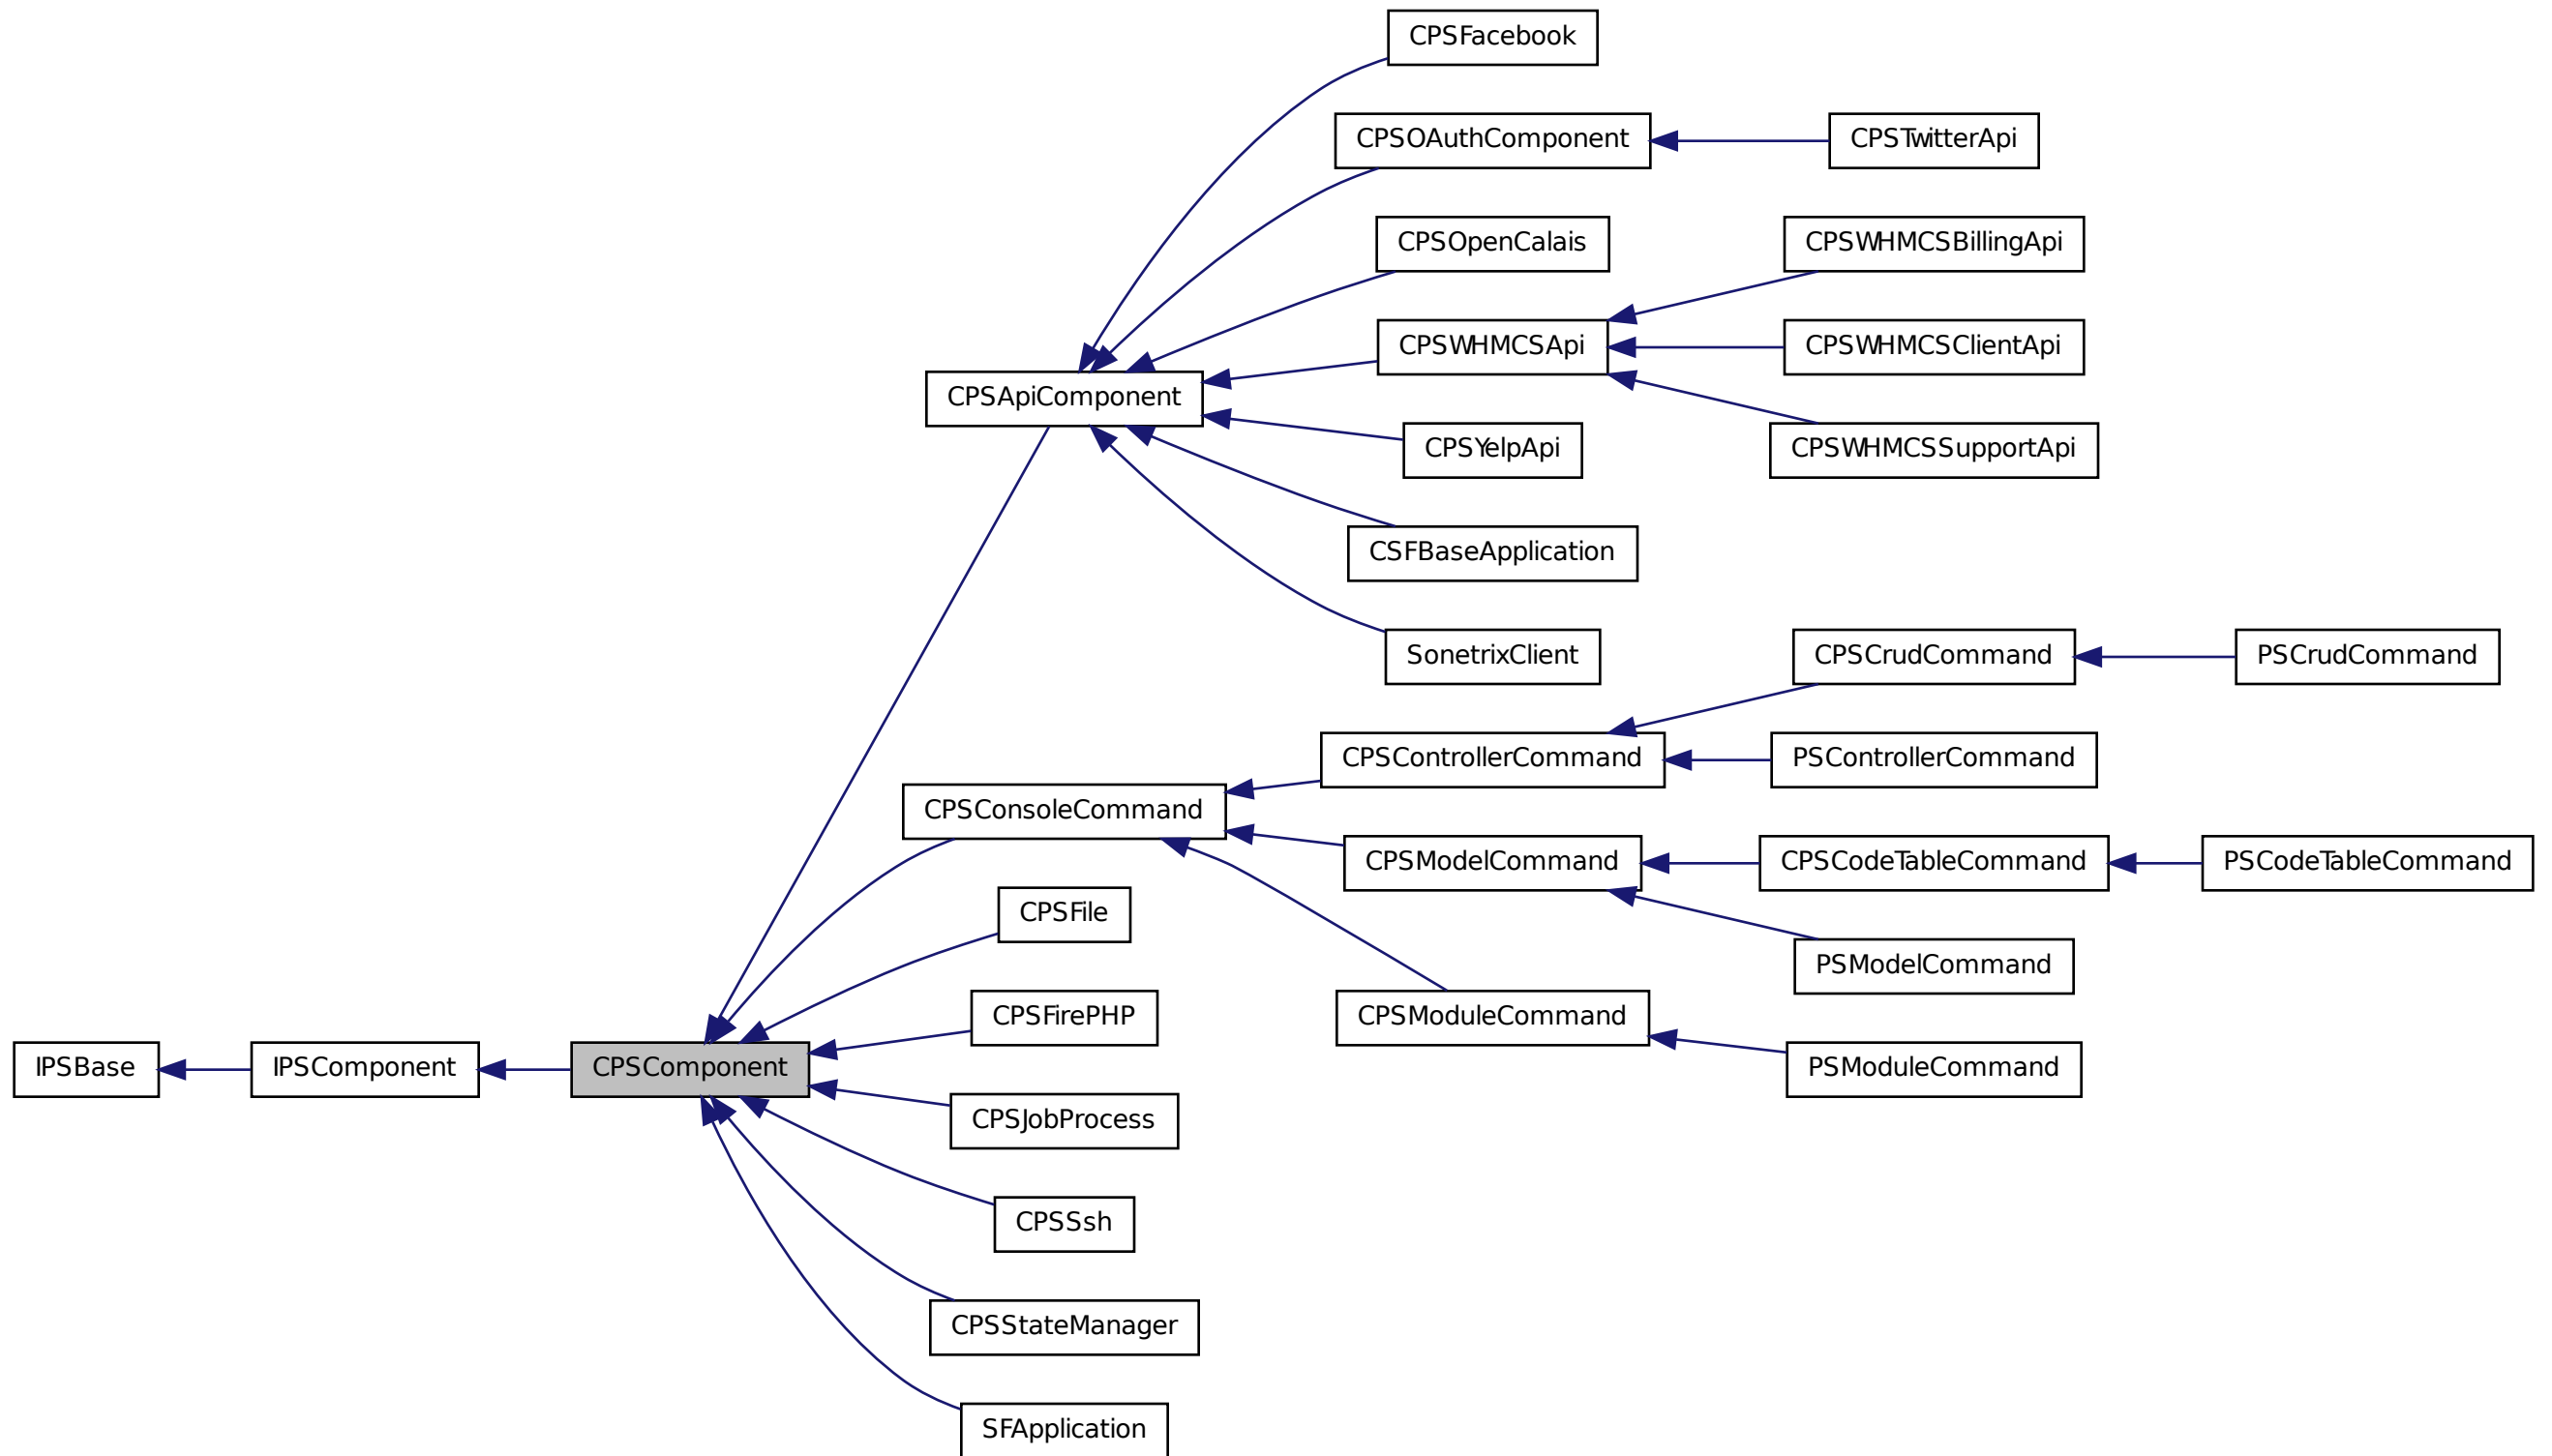 CPSFacebook
CPSOAuthComponent
CPSTwitterApi
CPSOpenCalais
CPSWHMCSBillingApi
CPSWHMCSApi
CPSWHMCSClientApi
CPSApiComponent
CPSYelpApi
CPSWHMCSSupportApi
CSFBaseApplication
SonetrixClient
CPSCrudCommand
PSCrudCommand
CPSControllerCommand
PSControllerCommand
CPSConsoleCommand
CPSModelCommand
CPSCodeTableCommand
PSCodeTableCommand
CPSFile
PSModelCommand
CPSFirePHP
CPSModuleCommand
IPSBase
IPSComponent
CPSComponent
PSModuleCommand
CPSJobProcess
CPSSsh
CPSStateManager
SFApplication